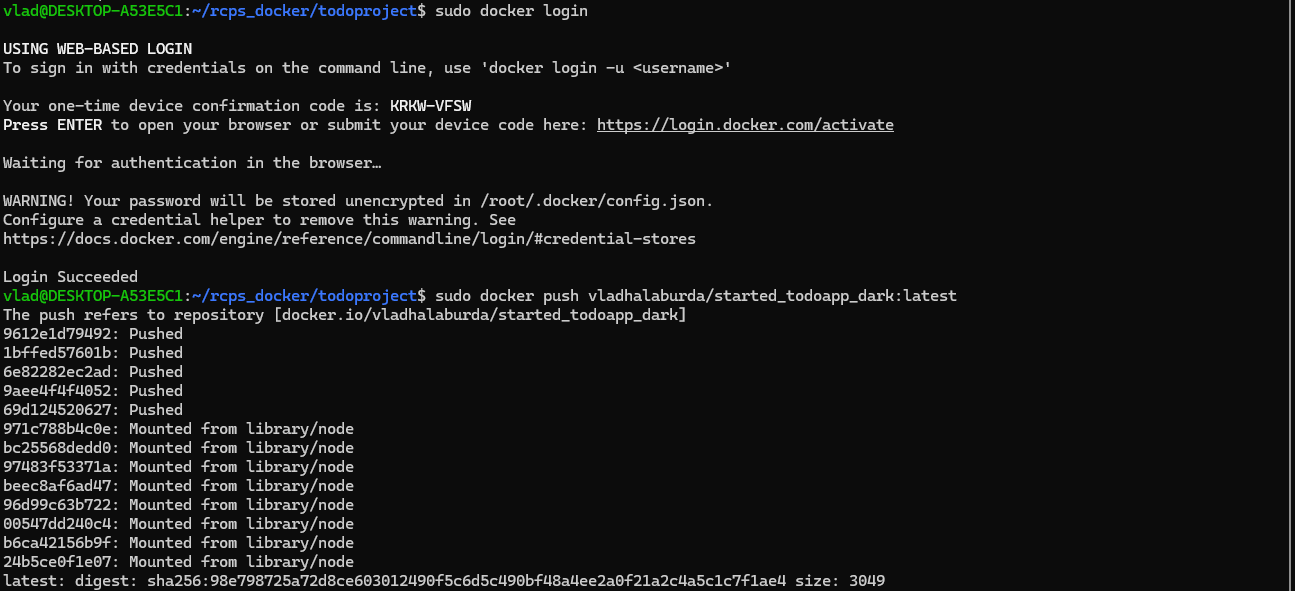 vlad@DESKTOP-A53E5C1:~/rcps_docker/todoproject$ sudo docker login
USING WEB-BASED LOGIN
To sign in with credentials on the command line, use 'docker login -u <username>'
Your one-time device confirmation code is: KRKW-VFSW
Press ENTER to open your browser or submit your device code here: https://login.docker.com/activate
Waiting for authentication in the browser…
WARNING! Your password will be stored unencrypted in /root/.docker/config.json.
Configure a credential helper to remove this warning. See
https://docs.docker.com/engine/reference/commandline/login/#credential-stores
Login Succeeded
vlad@DESKTOP-A53E5C1:~/rcps_docker/todoproject$ sudo docker push vladhalaburda/started_todoapp_dark:latest
The push refers to repository [docker.io/vladhalaburda/started_todoapp_dark]
9612e1d79492: Pushed
1bffed57601b: Pushed
6e82282ec2ad: Pushed
9aee4f4f4052: Pushed
69d124520627: Pushed
971c788b4c0e: Mounted from library/node
bc25568dedd0: Mounted from library/node
97483f53371a: Mounted from library/node
beec8af6ad47: Mounted from library/node
96d99c63b722: Mounted from library/node
00547dd240c4: Mounted from library/node
b6ca42156b9f: Mounted from library/node
24b5ce0f1e07: Mounted from library/node
latest: digest: sha256:98e798725a72d8ce603012490f5c6d5c490bf48a4ee2a0f21a2c4a5c1c7f1ae4 size: 3049